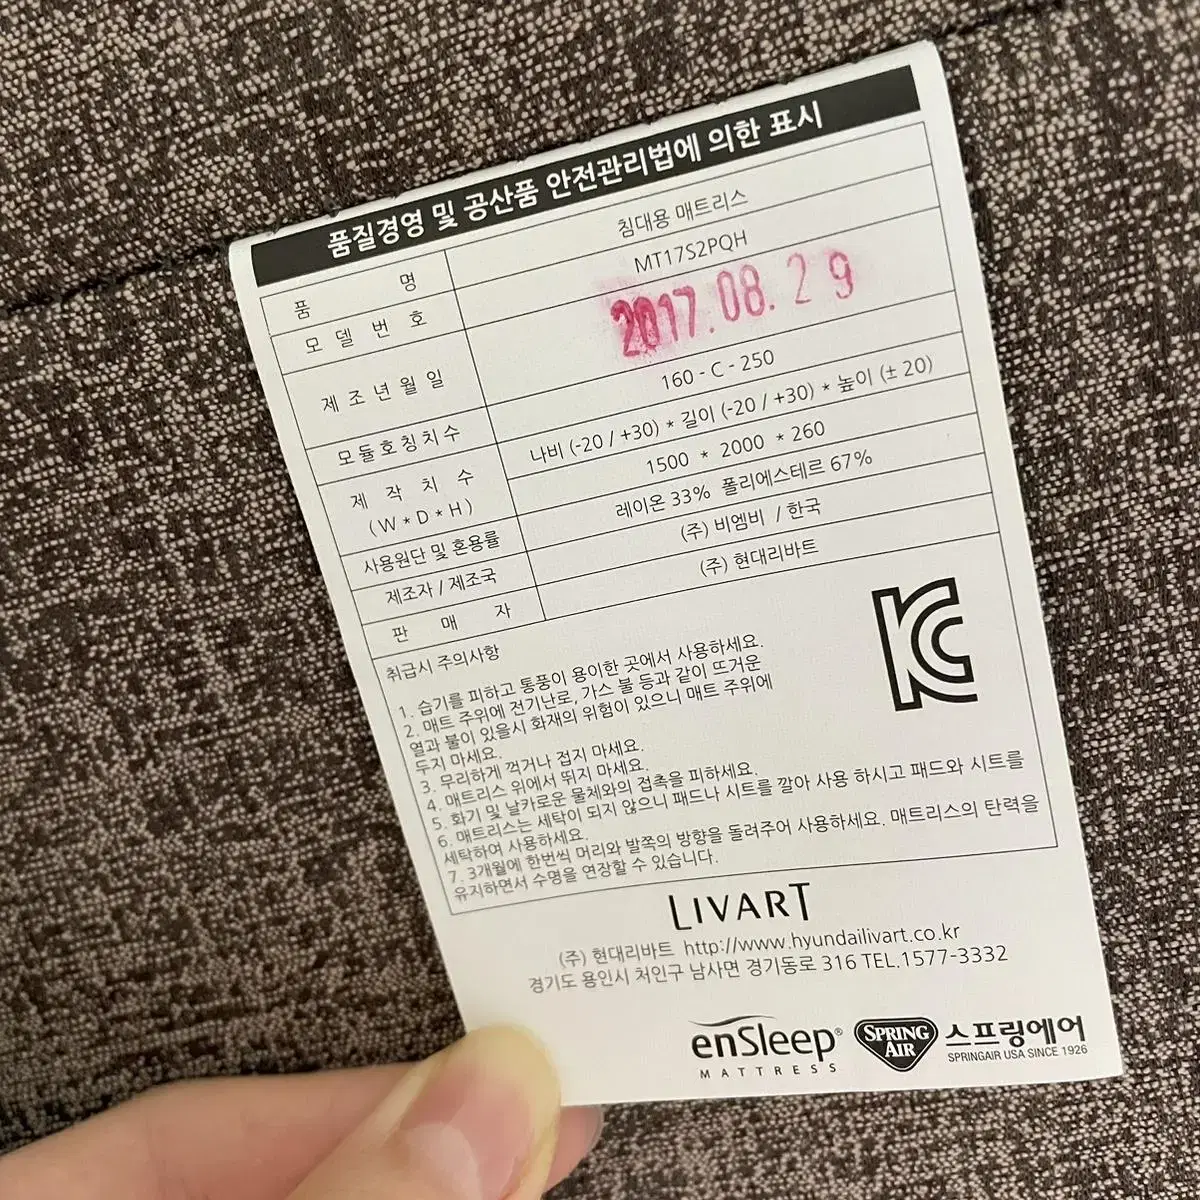 품질경영 및 공산품 안전관리법에 의한 표시
품 명 침대용 매트리스
모 델 번 호 MT17S2PQH
제 조 년 월 일 2017.08.29
모듈호칭치수 160 - C - 250
제 작 치 수 나비 (-20 / +30) * 길이 (-20 / +30) * 높이 (± 20)
(W * D * H) 1500 * 2000 * 260
사용원단 및 혼용률 레이온 33% 폴리에스테르 67%
제조자 / 제조국 (주) 비엠비 / 한국
판 매 자 (주) 현대리바트
취급시 주의사항
1. 습기를 피하고 통풍이 용이한 곳에서 사용하세요.
2. 매트 주위에 전기난로, 가스 불 등과 같이 뜨거운
열과 불이 있을시 화재의 위험이 있으니 매트 주위에
두지 마세요.
3. 무리하게 꺽거나 접지 마세요.
4. 매트리스 위에서 뛰지 마세요.
5. 화기 및 날카로운 물체와의 접촉을 피하세요.
6. 매트리스는 세탁이 되지 않으니 패드나 시트를 깔아 사용 하시고 패드와 시트를
세탁하여 사용하세요.
7. 3개월에 한번씩 머리와 발쪽의 방향을 돌려주어 사용하세요. 매트리스의 탄력을
유지하면서 수명을 연장할 수 있습니다.
KC
LIVART
(주) 현대리바트 http://www.hyundailivart.co.kr
경기도 용인시 처인구 남사면 경기동로 316 TEL.1577-3332
enSleep® SPRING AIR 스프링에어
MATTRESS SPRINGAIR USA SINCE 1926